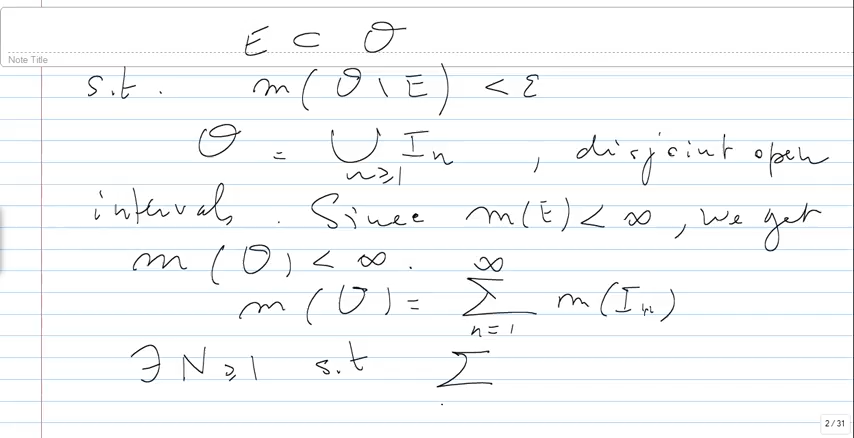 E ⊂ O
Note Title
s.t. m(O \ E) < ε
O = ⋃ I_n , disjoint open
n≥1
intervals. Since m(E) < ∞, we get
m(O) < ∞.
m(O) = ∑_{n=1}^{∞} m(I_n)
∃ N ≥ 1 s.t ∑
2 / 31